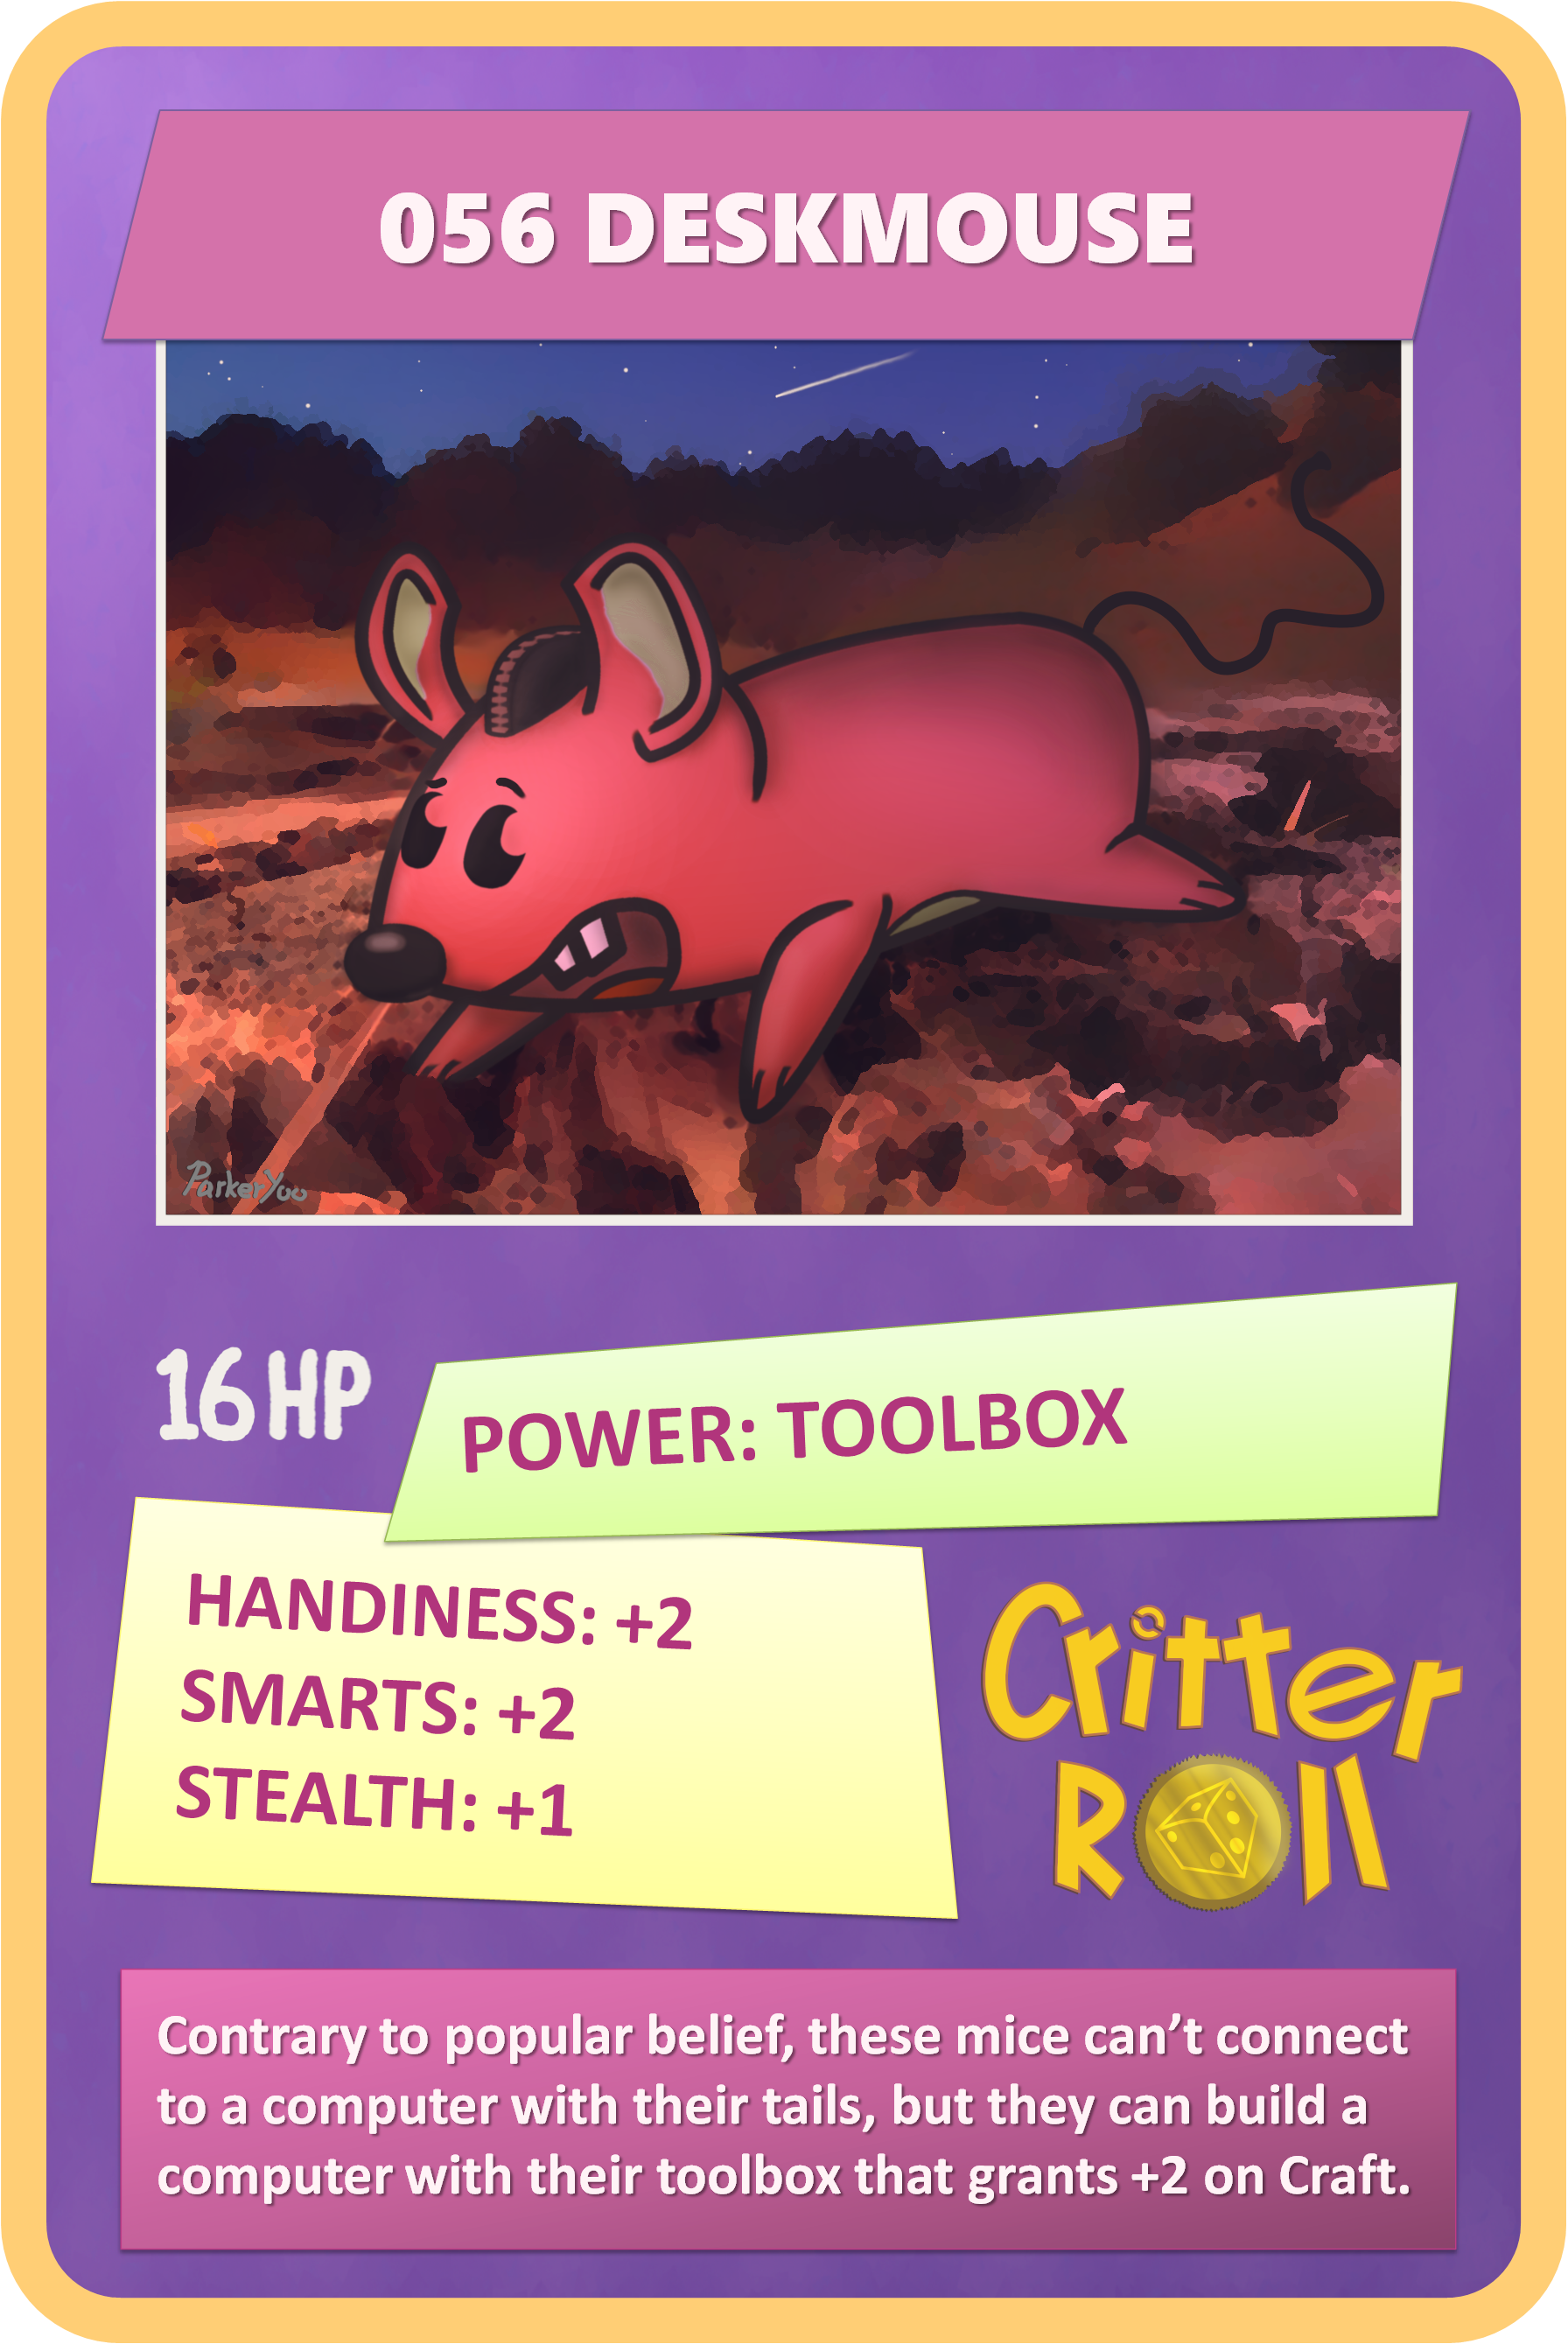 056 DESKMOUSE
ParkerYoo
16 HP
POWER: TOOLBOX
HANDINESS: +2
SMARTS: +2
STEALTH: +1
Critter
Roll
Contrary to popular belief, these mice can’t connect
to a computer with their tails, but they can build a
computer with their toolbox that grants +2 on Craft.